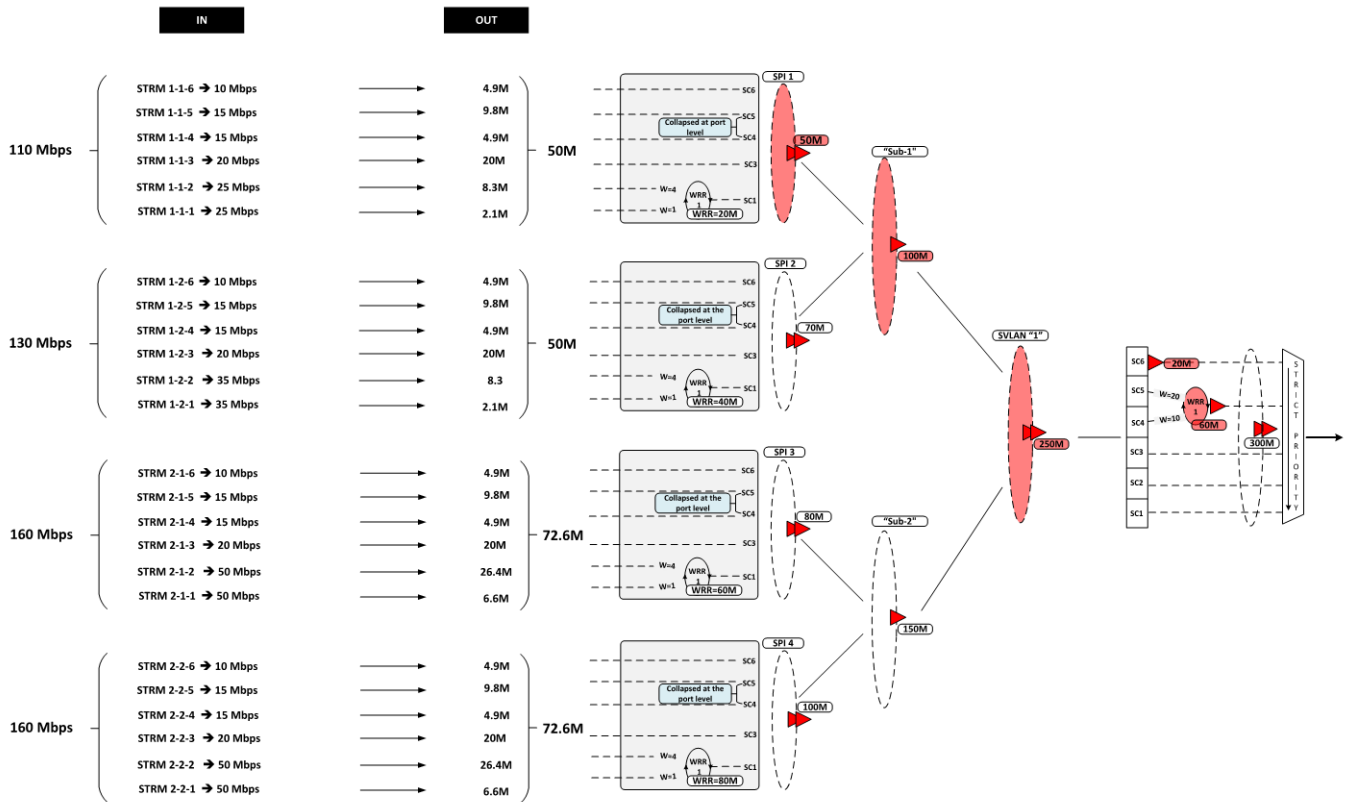 IN
OUT
110 Mbps
STRM 1-1-6 ➔ 10 Mbps
4.9M
STRM 1-1-5 ➔ 15 Mbps
9.8M
STRM 1-1-4 ➔ 15 Mbps
4.9M
STRM 1-1-3 ➔ 20 Mbps
20M
STRM 1-1-2 ➔ 25 Mbps
8.3M
STRM 1-1-1 ➔ 25 Mbps
2.1M
50M
SC6
SC5
Collapsed at port
level
SC4
SC3
W=4
WRR
1
SC1
W=1
WRR=20M
SPI 1
50M
130 Mbps
STRM 1-2-6 ➔ 10 Mbps
4.9M
STRM 1-2-5 ➔ 15 Mbps
9.8M
STRM 1-2-4 ➔ 15 Mbps
4.9M
STRM 1-2-3 ➔ 20 Mbps
20M
STRM 1-2-2 ➔ 35 Mbps
8.3
STRM 1-2-1 ➔ 35 Mbps
2.1M
50M
SC6
SC5
Collapsed at the
port level
SC4
SC3
W=4
WRR
1
SC1
W=1
WRR=40M
SPI 2
70M
"Sub-1"
100M
160 Mbps
STRM 2-1-6 ➔ 10 Mbps
4.9M
STRM 2-1-5 ➔ 15 Mbps
9.8M
STRM 2-1-4 ➔ 15 Mbps
4.9M
STRM 2-1-3 ➔ 20 Mbps
20M
STRM 2-1-2 ➔ 50 Mbps
26.4M
STRM 2-1-1 ➔ 50 Mbps
6.6M
72.6M
SC6
SC5
Collapsed at the
port level
SC4
SC3
W=4
WRR
1
SC1
W=1
WRR=60M
SPI 3
80M
160 Mbps
STRM 2-2-6 ➔ 10 Mbps
4.9M
STRM 2-2-5 ➔ 15 Mbps
9.8M
STRM 2-2-4 ➔ 15 Mbps
4.9M
STRM 2-2-3 ➔ 20 Mbps
20M
STRM 2-2-2 ➔ 50 Mbps
26.4M
STRM 2-2-1 ➔ 50 Mbps
6.6M
72.6M
SC6
SC5
Collapsed at the
port level
SC4
SC3
W=4
WRR
1
SC1
W=1
WRR=80M
SPI 4
100M
"Sub-2"
150M
SVLAN "1"
250M
SC6
20M
SC5
W=20
WRR
1
SC4
W=10
60M
SC3
SC2
SC1
300M
STRICT PRIORITY